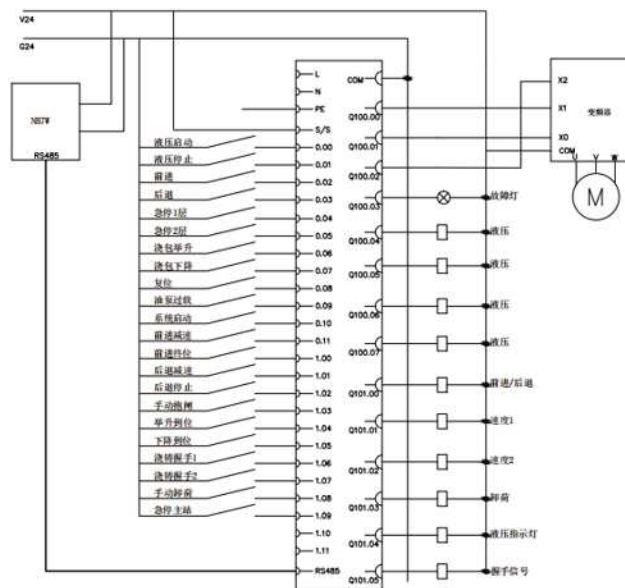 V24
G24
NB7W
RS485
L
N
PE
S/S
液压启动 0.00
液压停止 0.01
前进 0.02
后退 0.03
急停1层 0.04
急停2层 0.05
浇包举升 0.06
浇包下降 0.07
复位 0.08
油泵过载 0.09
系统启动 0.10
前进减速 0.11
前进终位 1.00
后退减速 1.01
后退停止 1.02
手动抱闸 1.03
举升到位 1.04
下降到位 1.05
浇铸握手1 1.06
浇铸握手2 1.07
手动卸荷 1.08
急停主站 1.09
1.10
1.11
RS485
COM
Q100.00
Q100.01
Q100.02
Q100.03 故障灯
Q100.04 液压
Q100.05 液压
Q100.06 液压
Q100.07 液压
Q101.00 前进/后退
Q101.01 速度1
Q101.02 速度2
Q101.03 卸荷
Q101.04 液压指示灯
Q101.05 握手信号
X2
X1
变频器
X0
COM
U V W
M